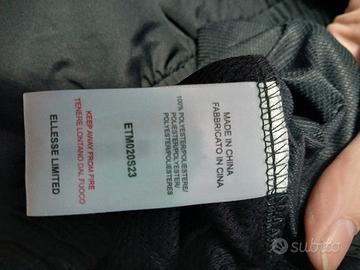 MADE IN CHINA
FABBRICATO IN CINA
100% POLYESTER/POLIESTERE/
POLIESTER/POLYESTER/
POLYESTER/POLIÉSTERES
ETM020S23
KEEP AWAY FROM FIRE
TENERE LONTANO DAL FUOCO
ELLESSE LIMITED
subito